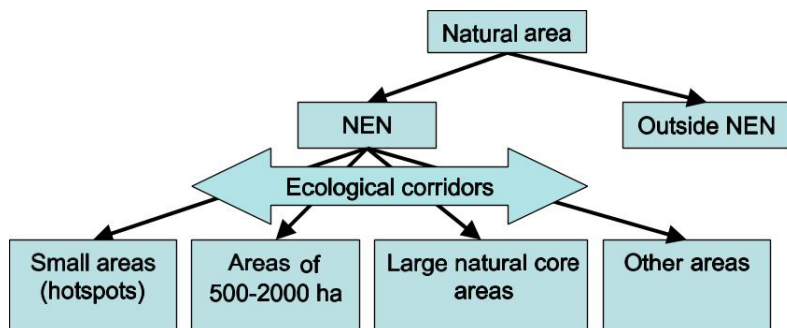 Natural area
NEN
Outside NEN
Ecological corridors
Small areas
(hotspots)
Areas of
500-2000 ha
Large natural core
areas
Other areas